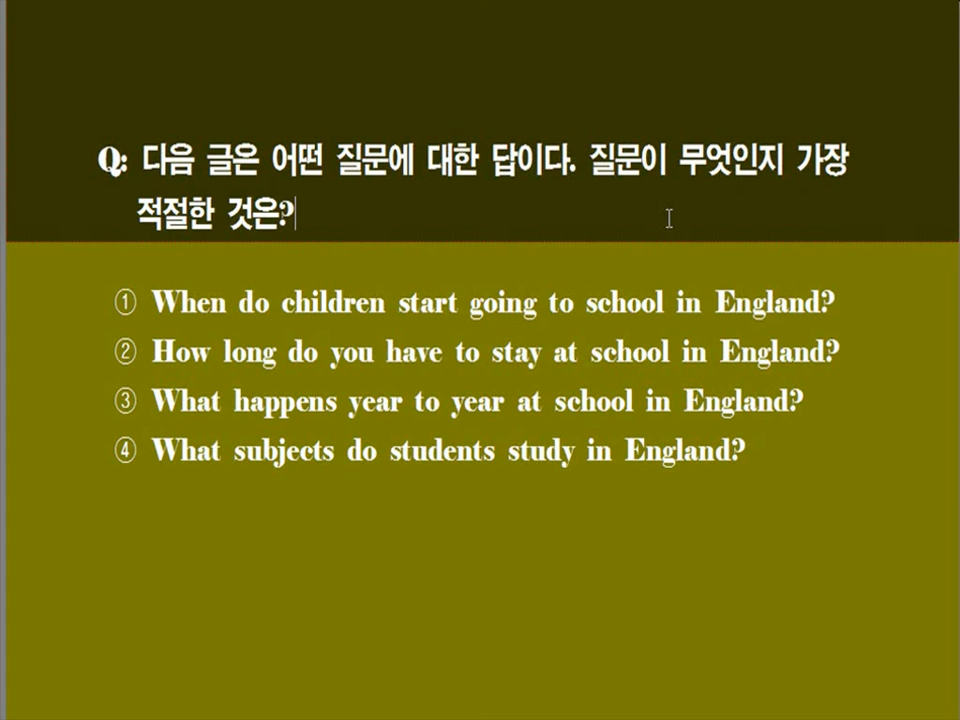 Q: 다음 글은 어떤 질문에 대한 답이다. 질문이 무엇인지 가장
적절한 것은?
① When do children start going to school in England?
② How long do you have to stay at school in England?
③ What happens year to year at school in England?
④ What subjects do students study in England?